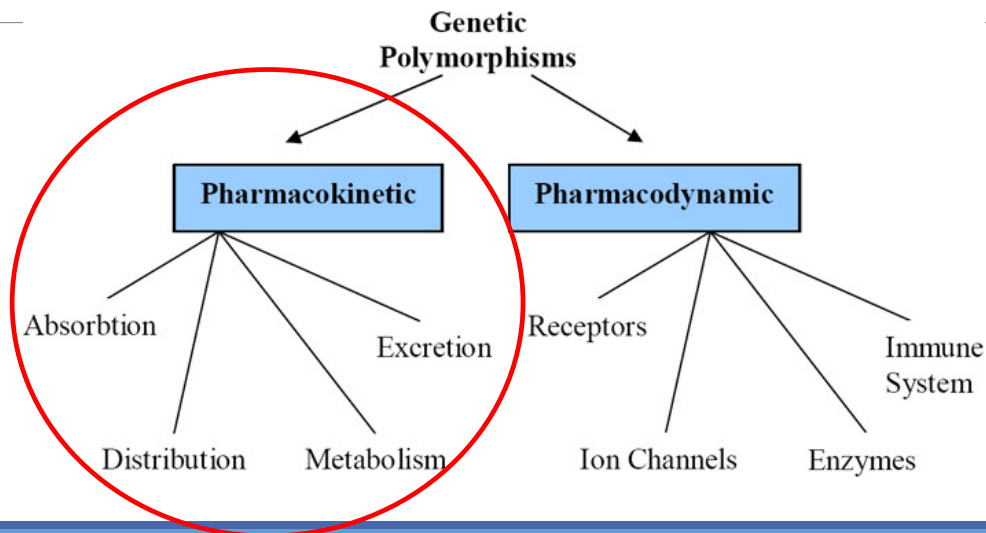 Genetic
Polymorphisms
Pharmacokinetic
Pharmacodynamic
Absorbtion
Excretion
Distribution
Metabolism
Receptors
Immune
System
Ion Channels
Enzymes